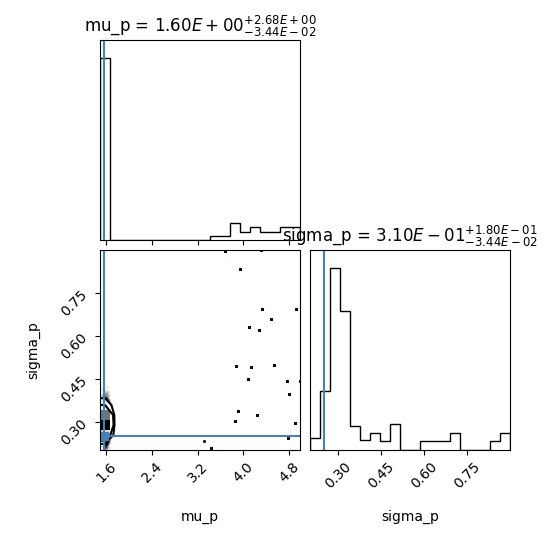 mu_p = 1.60E+00+2.68E+00−3.44E−02
sigma_p = 3.10E−01+1.80E−01−3.44E−02
0.75
0.60
0.45
0.30
sigma_p
1.6 2.4 3.2 4.0 4.8
0.30 0.45 0.60 0.75
mu_p
sigma_p